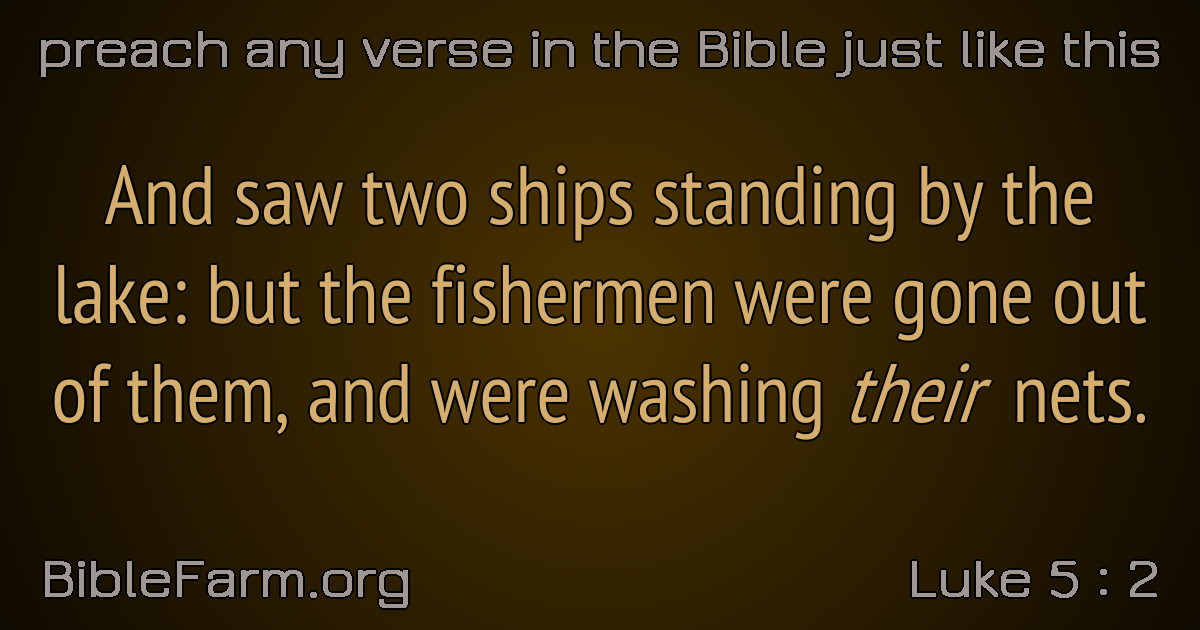 preach any verse in the Bible just like this
And saw two ships standing by the
lake: but the fishermen were gone out
of them, and were washing their nets.
BibleFarm.org
Luke 5 : 2